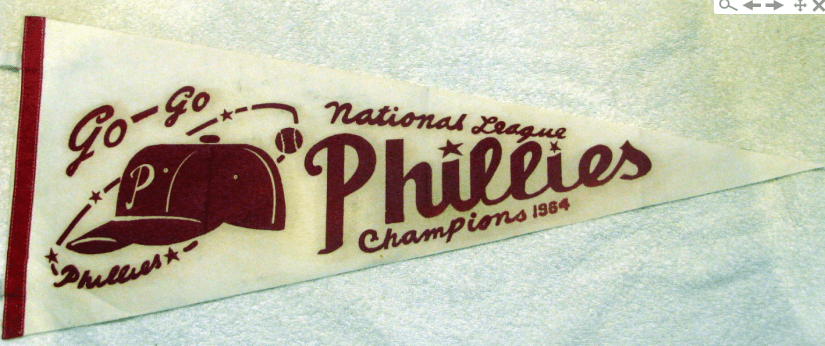 Go-Go
P
Phillies
National League
Phillies
Champions 1964